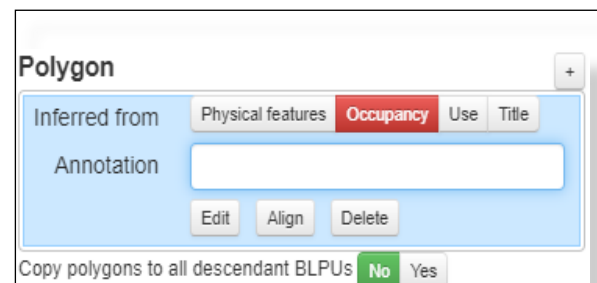 Polygon +
Inferred from Physical features Occupancy Use Title
Annotation
Edit Align Delete
Copy polygons to all descendant BLPUs No Yes